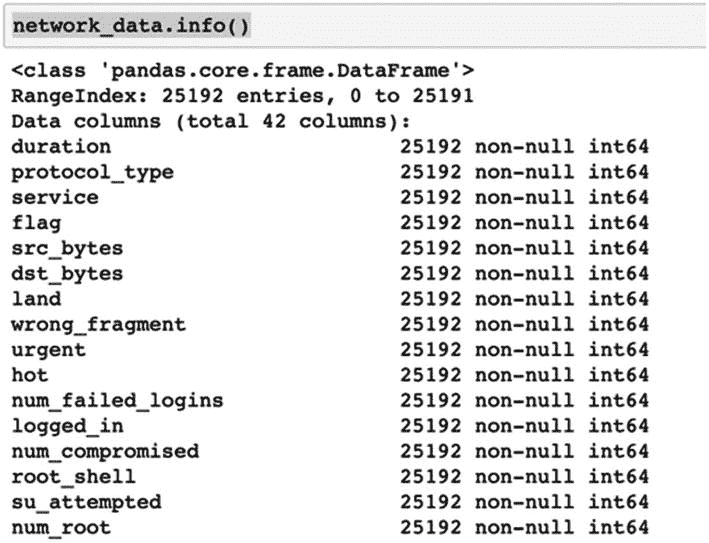 network_data.info()
<class 'pandas.core.frame.DataFrame'>
RangeIndex: 25192 entries, 0 to 25191
Data columns (total 42 columns):
duration 25192 non-null int64
protocol_type 25192 non-null int64
service 25192 non-null int64
flag 25192 non-null int64
src_bytes 25192 non-null int64
dst_bytes 25192 non-null int64
land 25192 non-null int64
wrong_fragment 25192 non-null int64
urgent 25192 non-null int64
hot 25192 non-null int64
num_failed_logins 25192 non-null int64
logged_in 25192 non-null int64
num_compromised 25192 non-null int64
root_shell 25192 non-null int64
su_attempted 25192 non-null int64
num_root 25192 non-null int64